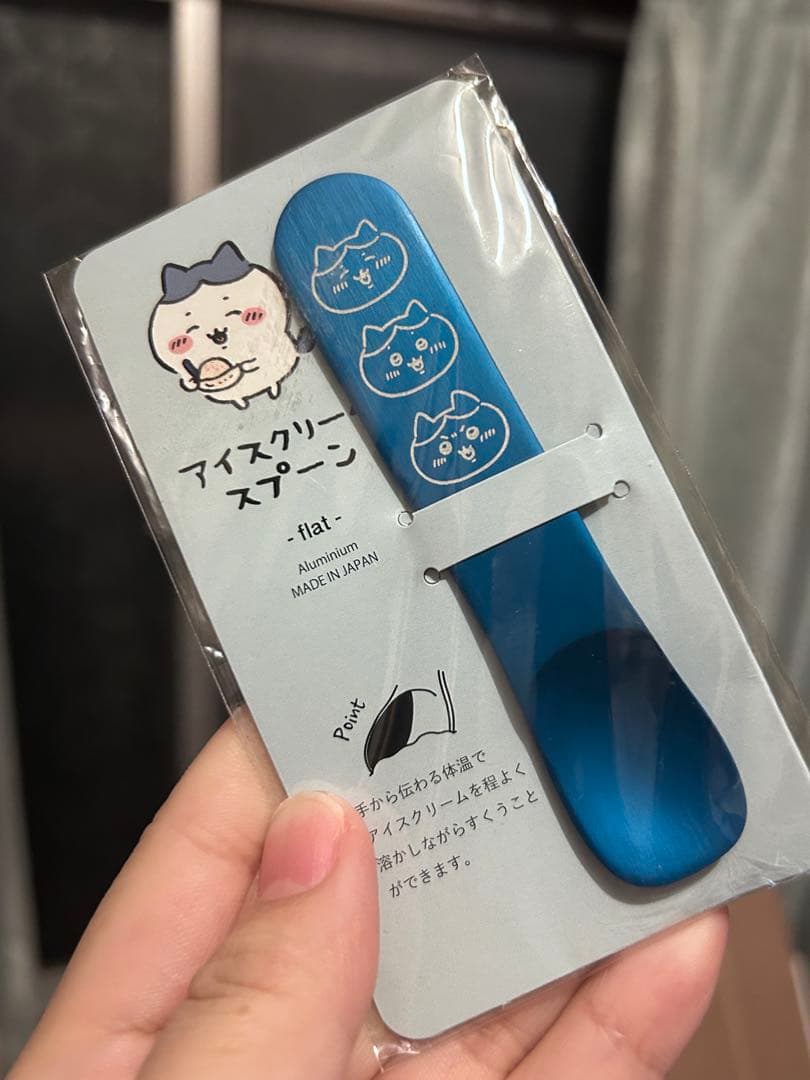 アイスクリーム
スプーン
- flat -
Aluminium
MADE IN JAPAN
Point
手から伝わる体温で
アイスクリームを程よく
溶かしながらすくうこと
ができます。